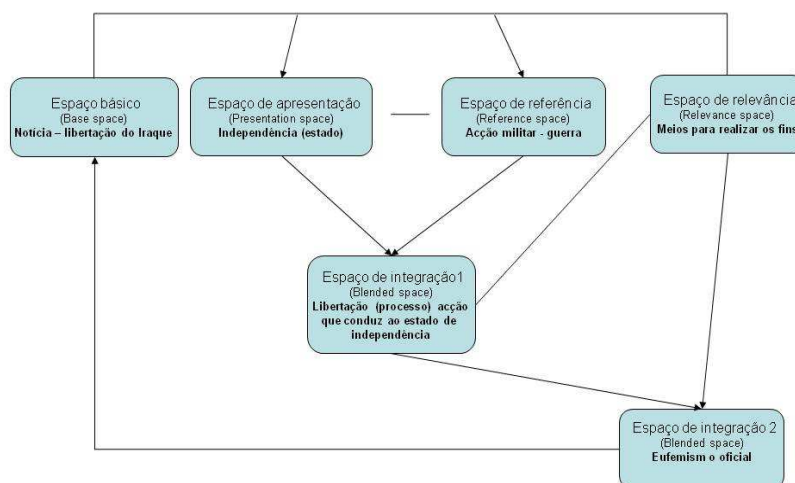 Espaço básico
(Base space)
Notícia – libertação do Iraque
Espaço de apresentação
(Presentation space)
Independência (estado)
Espaço de referência
(Reference space)
Acção militar - guerra
Espaço de relevância
(Relevance space)
Meios para realizar os fins
Espaço de integração1
(Blended space)
Libertação (processo) acção
que conduz ao estado de
independência
Espaço de integração 2
(Blended space)
Eufemism o oficial